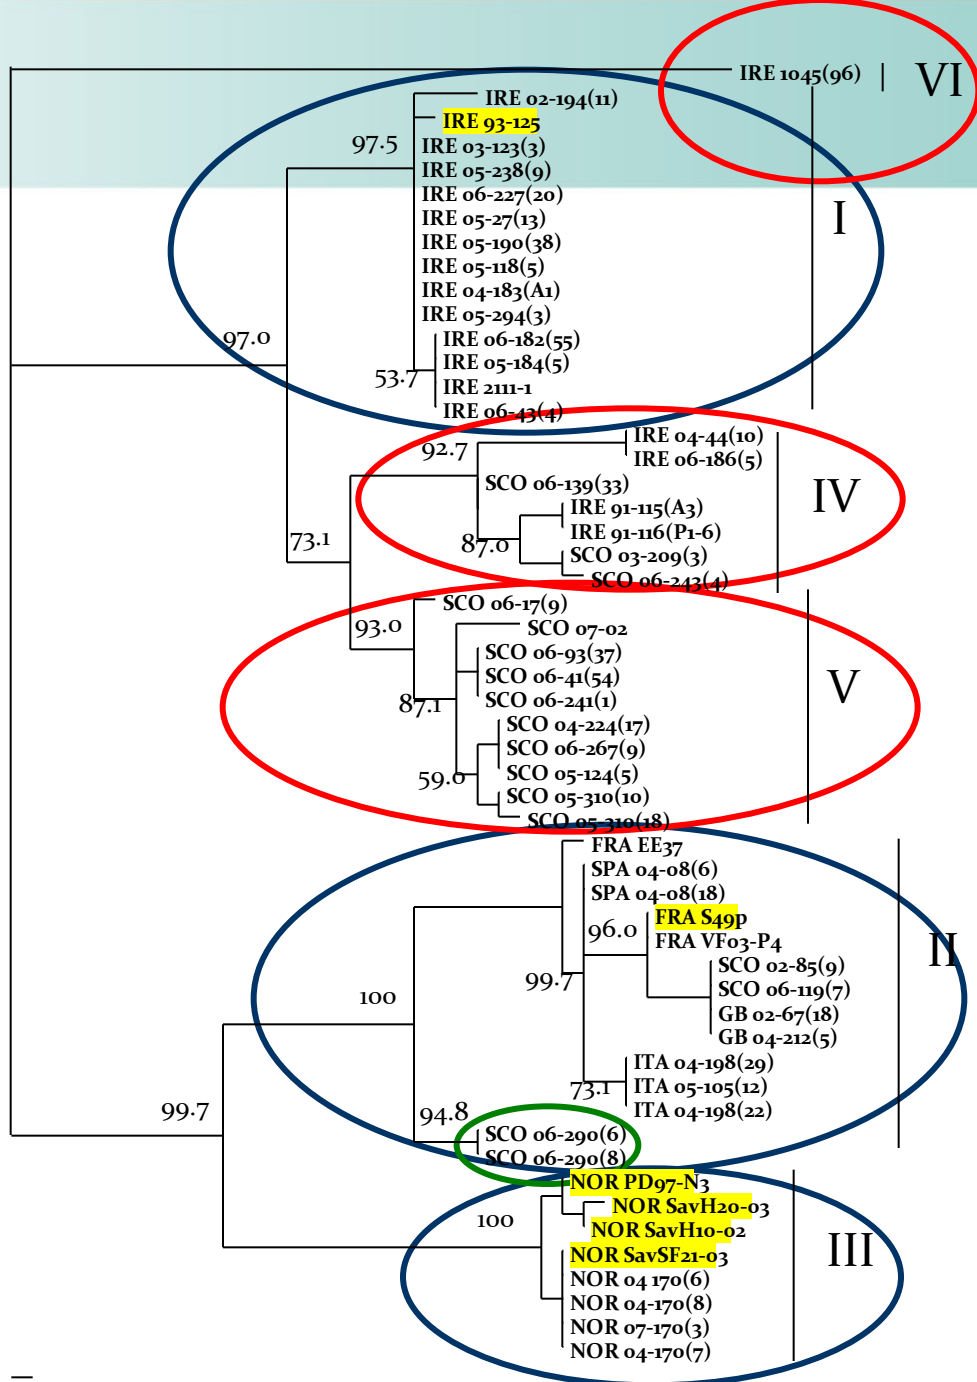 IRE 1045(96)
VI
IRE 02-194(11)
IRE 93-125
97.5
IRE 03-123(3)
IRE 05-238(9)
IRE 06-227(20)
I
IRE 05-27(13)
IRE 05-190(38)
IRE 05-118(5)
IRE 04-183(A1)
IRE 05-294(3)
97.0
IRE 06-182(55)
IRE 05-184(5)
53.7
IRE 2111-1
IRE 06-43(4)
IRE 04-44(10)
92.7
IRE 06-186(5)
SCO 06-139(33)
IV
IRE 91-115(A3)
IRE 91-116(P1-6)
73.1
87.0
SCO 03-209(3)
SCO 06-243(4)
SCO 06-17(9)
93.0
SCO 07-02
SCO 06-93(37)
SCO 06-41(54)
V
SCO 06-241(1)
87.1
SCO 04-224(17)
SCO 06-267(9)
59.0
SCO 05-124(5)
SCO 05-310(10)
SCO 05-310(18)
FRA EE37
SPA 04-08(6)
SPA 04-08(18)
FRA S49p
96.0
FRA VF03-P4
II
SCO 02-85(9)
99.7
SCO 06-119(7)
100
GB 02-67(18)
GB 04-212(5)
ITA 04-198(29)
73.1
ITA 05-105(12)
ITA 04-198(22)
99.7
94.8
SCO 06-290(6)
SCO 06-290(8)
NOR PD97-N3
NOR SavH20-03
100
NOR SavH10-02
III
NOR SavSF21-03
NOR 04 170(6)
NOR 04-170(8)
NOR 07-170(3)
NOR 04-170(7)